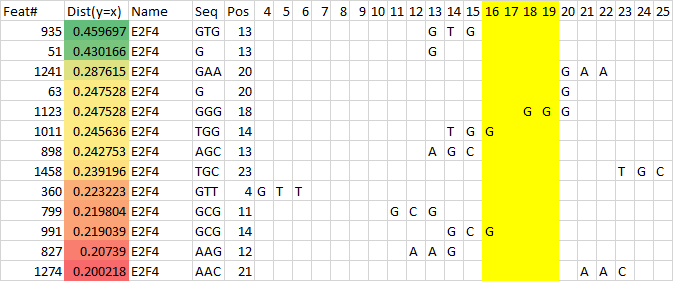 Feat# Dist(y=x) Name Seq Pos 4 5 6 7 8 9 10 11 12 13 14 15 16 17 18 19 20 21 22 23 24 25
935 0.459697 E2F4 GTG 13 G T G
51 0.430166 E2F4 G 13 G
1241 0.287615 E2F4 GAA 20 G A A
63 0.247528 E2F4 G 20 G
1123 0.247528 E2F4 GGG 18 G G G
1011 0.245636 E2F4 TGG 14 T G G
898 0.242753 E2F4 AGC 13 A G C
1458 0.239196 E2F4 TGC 23 T G C
360 0.223223 E2F4 GTT 4 G T T
799 0.219804 E2F4 GCG 11 G C G
991 0.219039 E2F4 GCG 14 G C G
827 0.20739 E2F4 AAG 12 A A G
1274 0.200218 E2F4 AAC 21 A A C